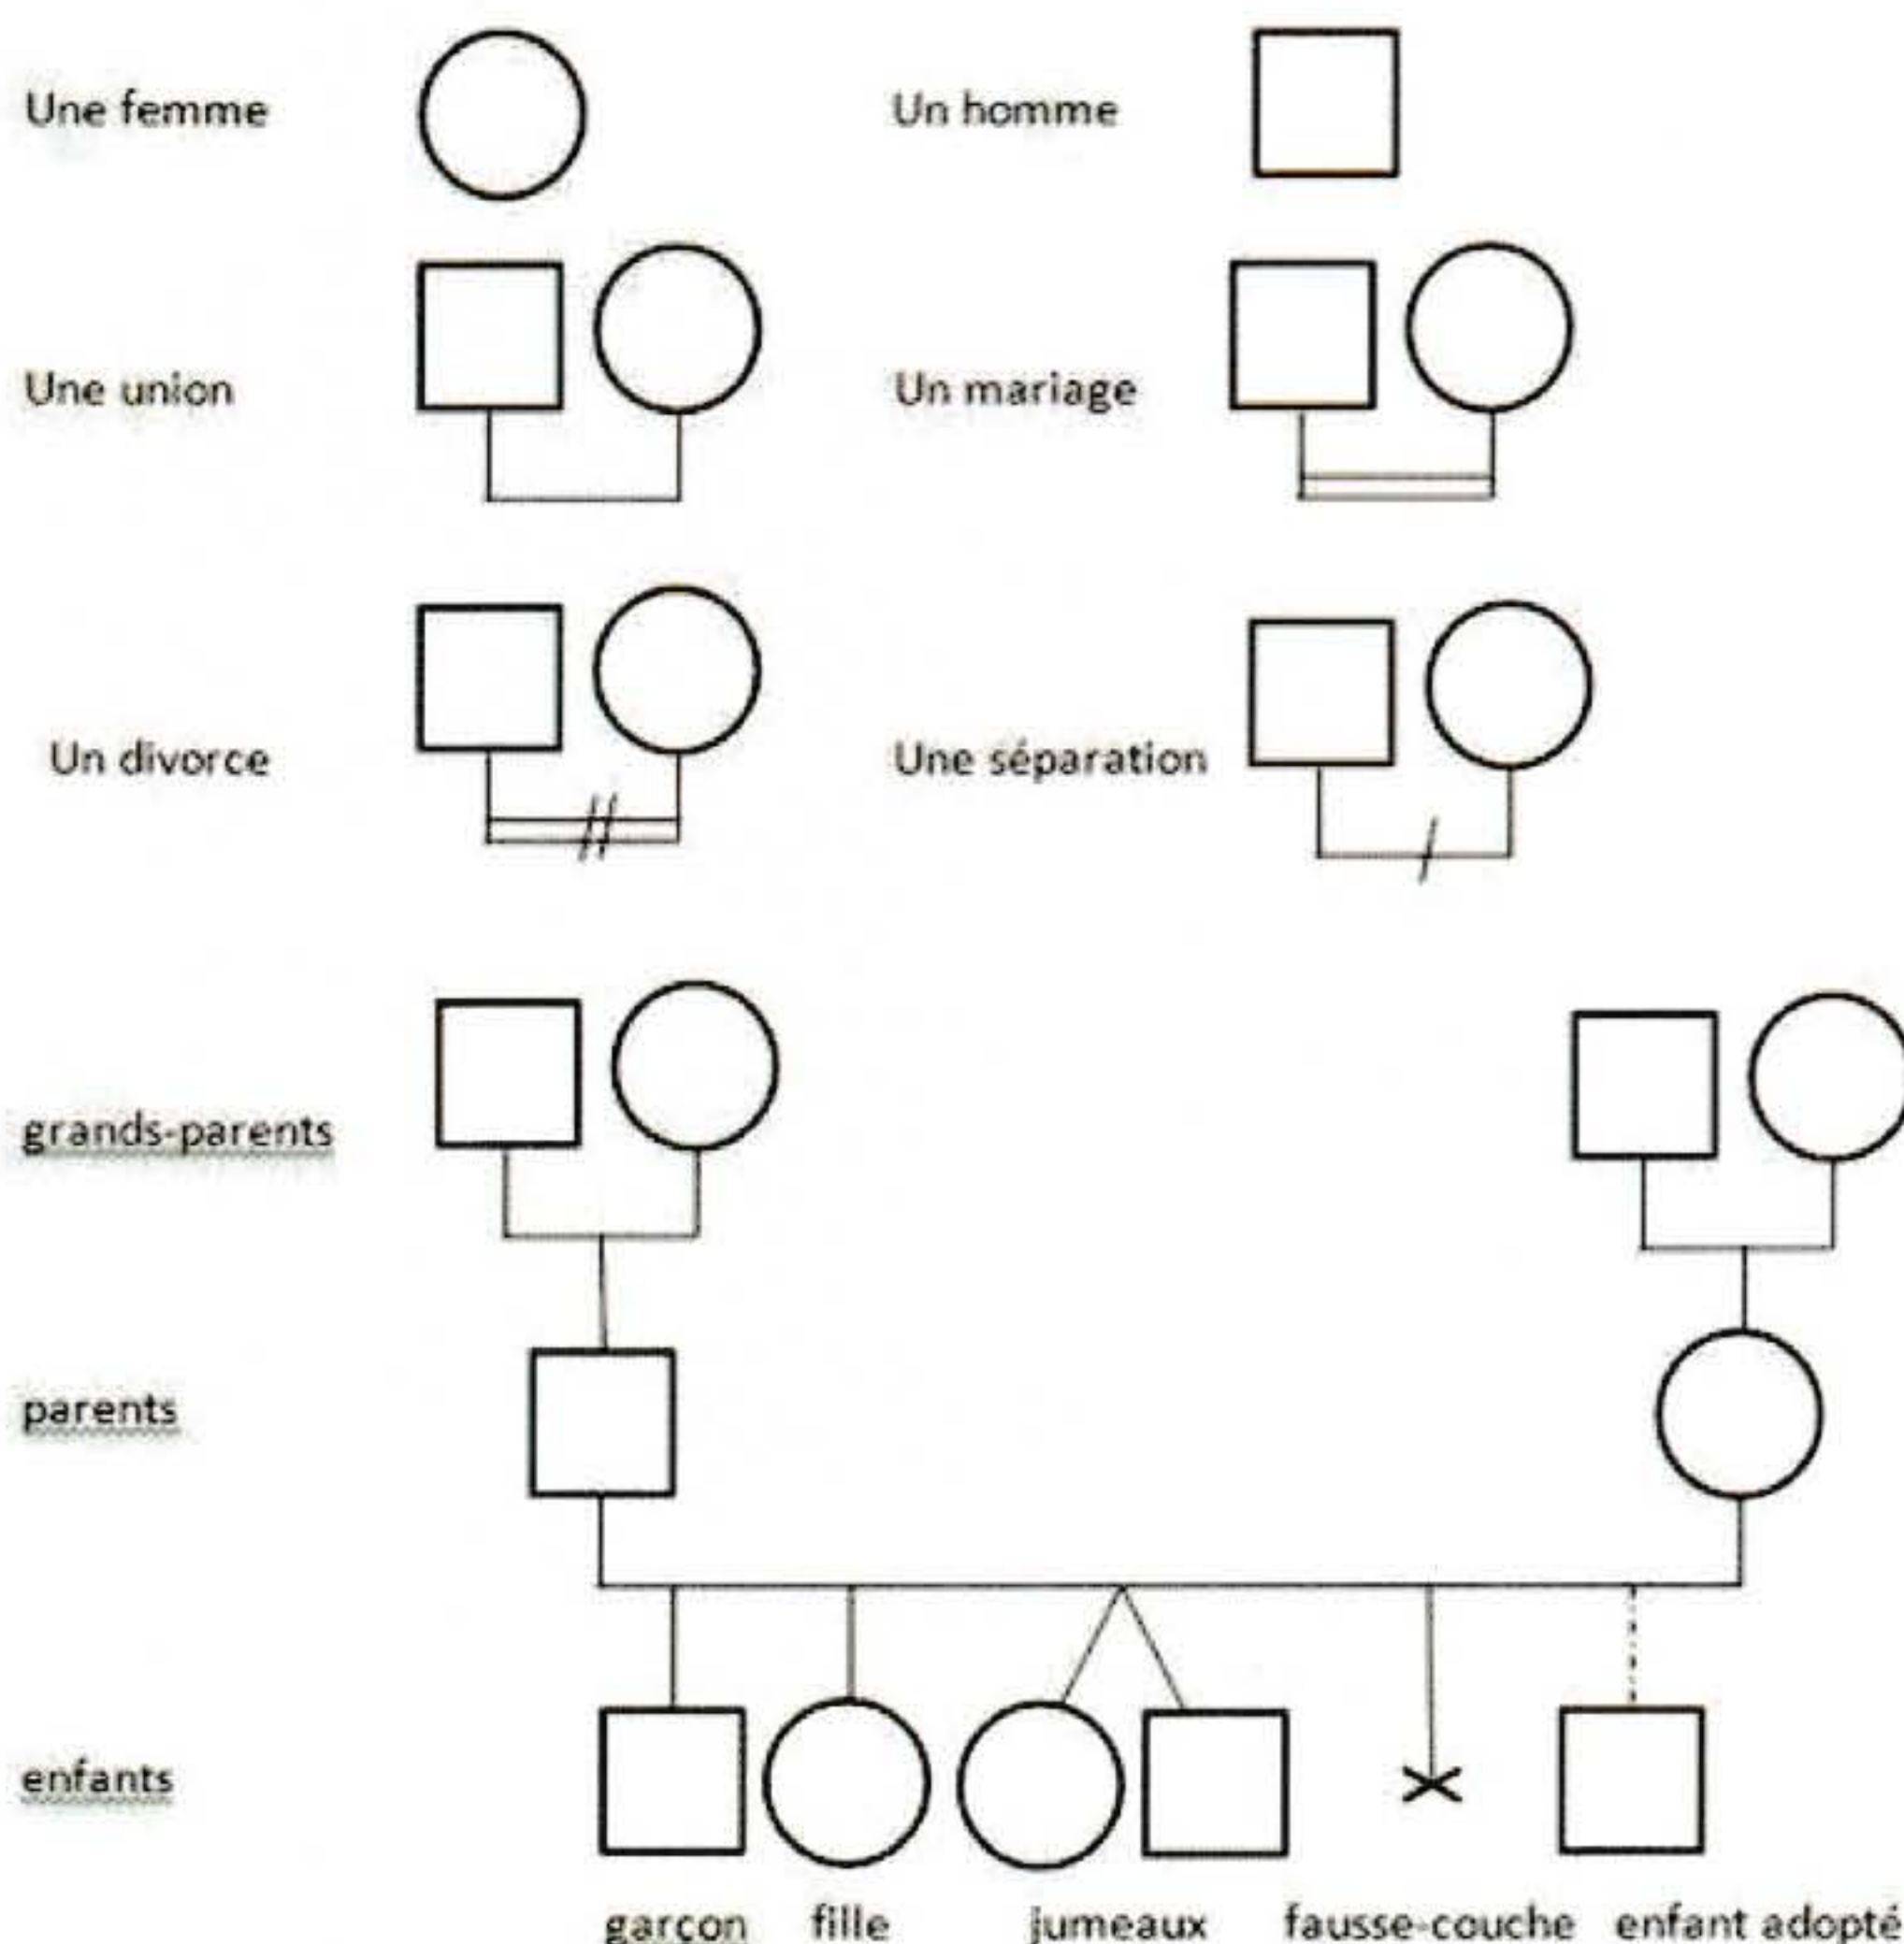 Une femme
Un homme
Une union
Un mariage
Un divorce
Une séparation
grands-parents
parents
enfants
garçon
fille
jumeaux
fausse-couche
enfant adopté